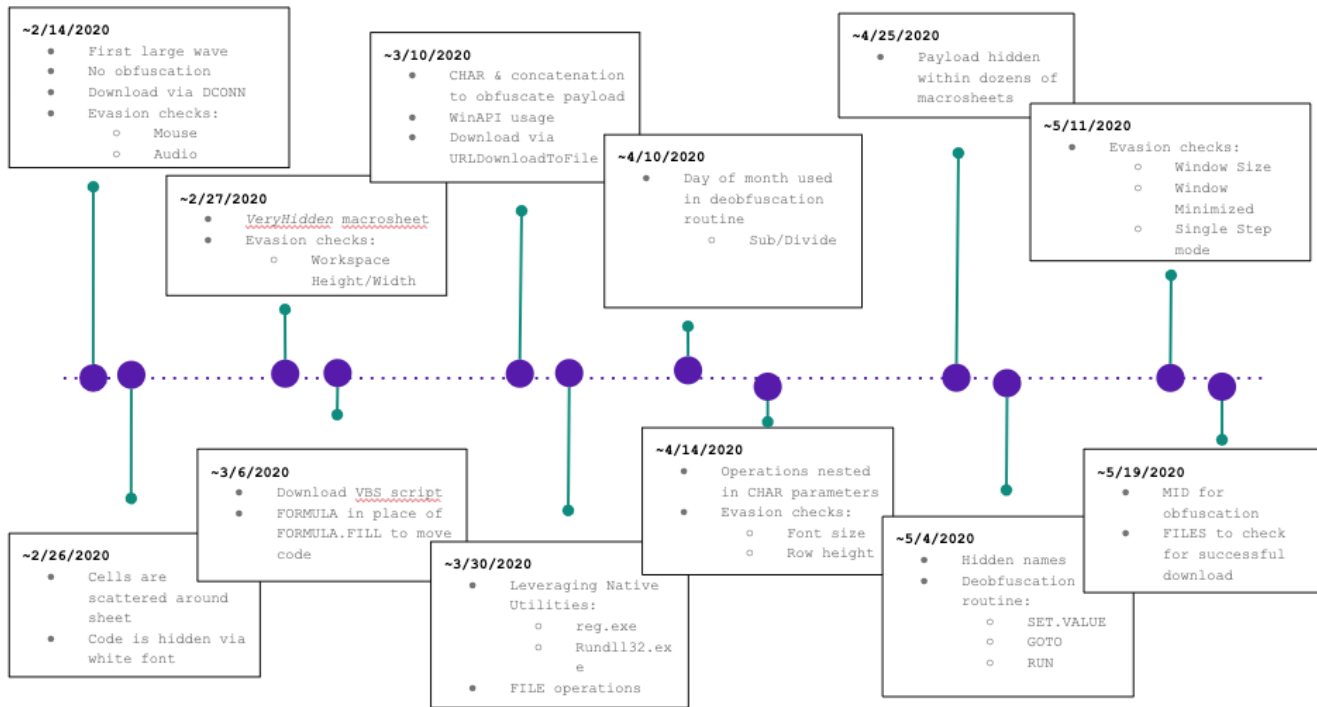 ~2/14/2020
● First large wave
● No obfuscation
● Download via DCONN
● Evasion checks:
○ Mouse
○ Audio
~2/26/2020
● Cells are
scattered around
sheet
● Code is hidden via
white font
~2/27/2020
● VeryHidden macrosheet
● Evasion checks:
○ Workspace
Height/Width
~3/6/2020
● Download VBS script
● FORMULA in place of
FORMULA.FILL to move
code
~3/10/2020
● CHAR & concatenation
to obfuscate payload
● WinAPI usage
● Download via
URLDownloadToFile
~3/30/2020
● Leveraging Native
Utilities:
○ reg.exe
○ Rundll32.ex
e
● FILE operations
~4/10/2020
● Day of month used
in deobfuscation
routine
○ Sub/Divide
~4/14/2020
● Operations nested
in CHAR parameters
● Evasion checks:
○ Font size
○ Row height
~4/25/2020
● Payload hidden
within dozens of
macrosheets
~5/4/2020
● Hidden names
● Deobfuscation
routine:
○ SET.VALUE
○ GOTO
○ RUN
~5/11/2020
● Evasion checks:
○ Window Size
○ Window
Minimized
○ Single Step
mode
~5/19/2020
● MID for
obfuscation
● FILES to check
for successful
download